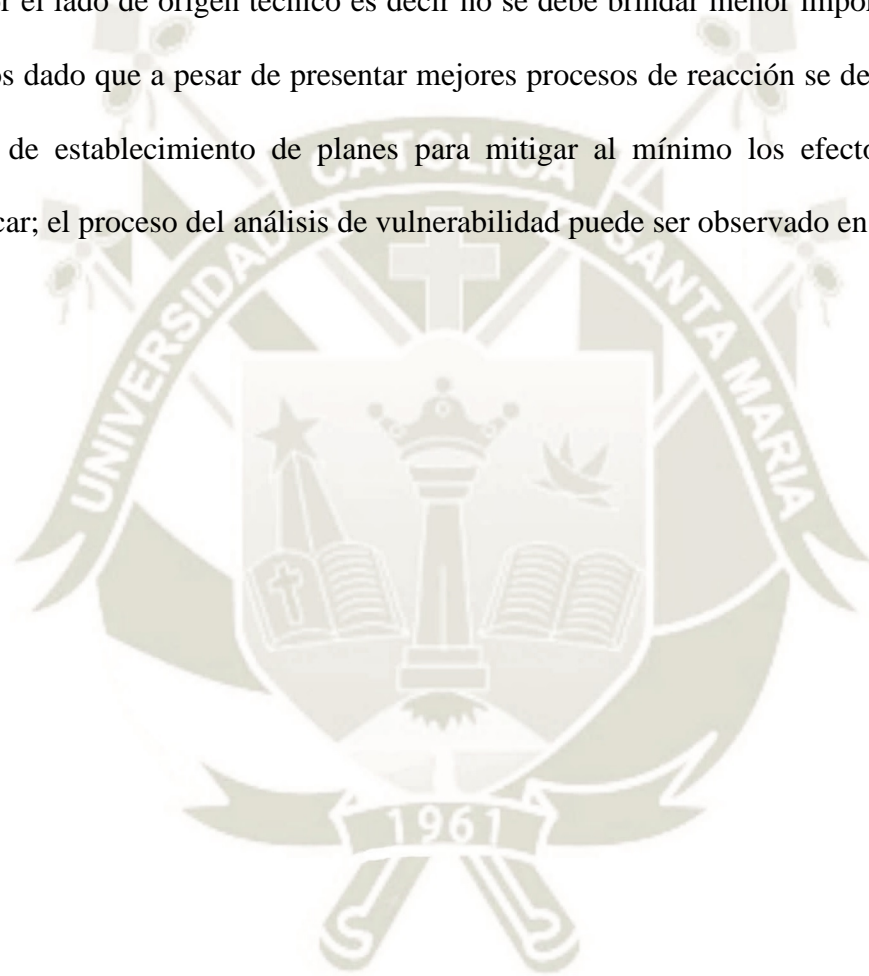 r el lado de origen técnico es decir no se debe brindar menor impor
os dado que a pesar de presentar mejores procesos de reacción se de
de establecimiento de planes para mitigar al mínimo los efecto
car; el proceso del análisis de vulnerabilidad puede ser observado en
UNIVERSIDAD CATOLICA SANTA MARIA
1961